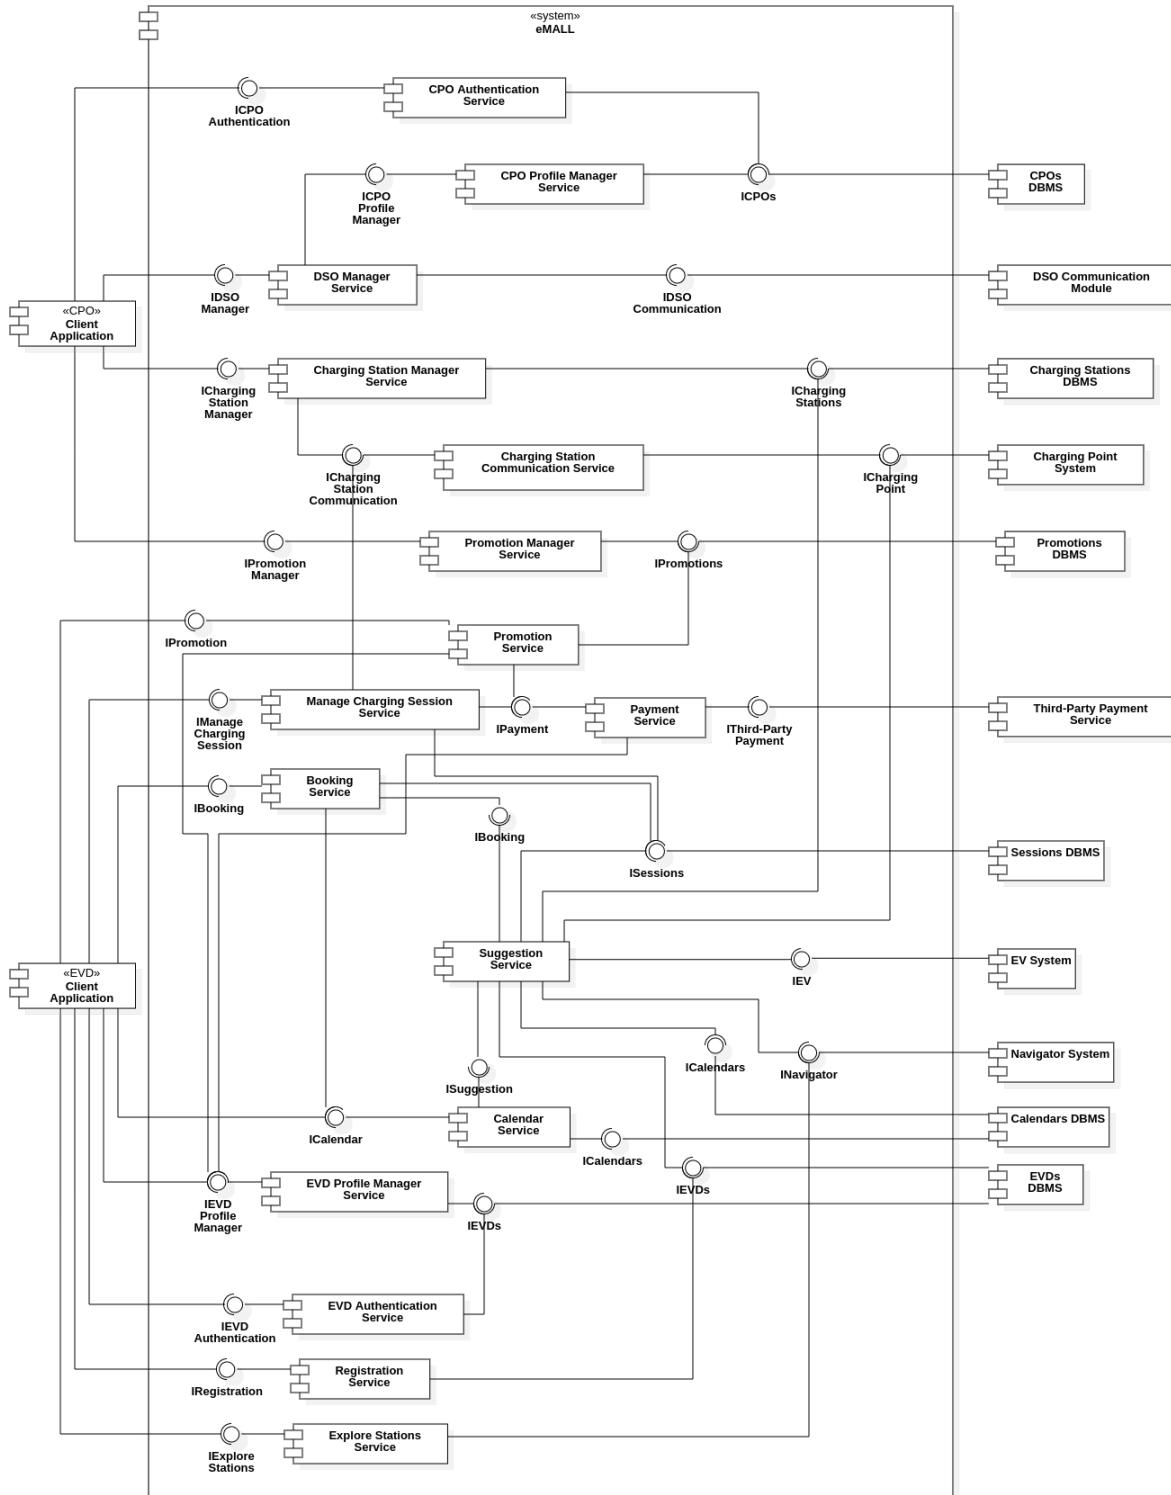 «system»
eMALL
CPO Authentication
Service
ICPO
Authentication
CPO Profile Manager
Service
ICPO
Profile
Manager
ICPOs
CPOs
DBMS
DSO Manager
Service
IDSO
Manager
IDSO
Communication
DSO Communication
Module
«CPO»
Client
Application
Charging Station Manager
Service
ICharging
Station
Manager
ICharging
Stations
Charging Stations
DBMS
Charging Station
Communication Service
ICharging
Station
Communication
ICharging
Point
Charging Point
System
Promotion Manager
Service
IPromotion
Manager
IPromotions
Promotions
DBMS
IPromotion
Promotion
Service
Manage Charging Session
Service
IManage
Charging
Session
IPayment
Payment
Service
IThird-Party
Payment
Third-Party Payment
Service
Booking
Service
IBooking
IBooking
ISessions
Sessions DBMS
«EVD»
Client
Application
Suggestion
Service
IEV
EV System
ICalendars
INavigator
Navigator System
ISuggestion
Calendar
Service
ICalendar
ICalendars
Calendars DBMS
EVD Profile Manager
Service
IEVD
Profile
Manager
IEVDs
IEVDs
EVDs
DBMS
EVD Authentication
Service
IEVD
Authentication
Registration
Service
IRegistration
Explore Stations
Service
IExplore
Stations